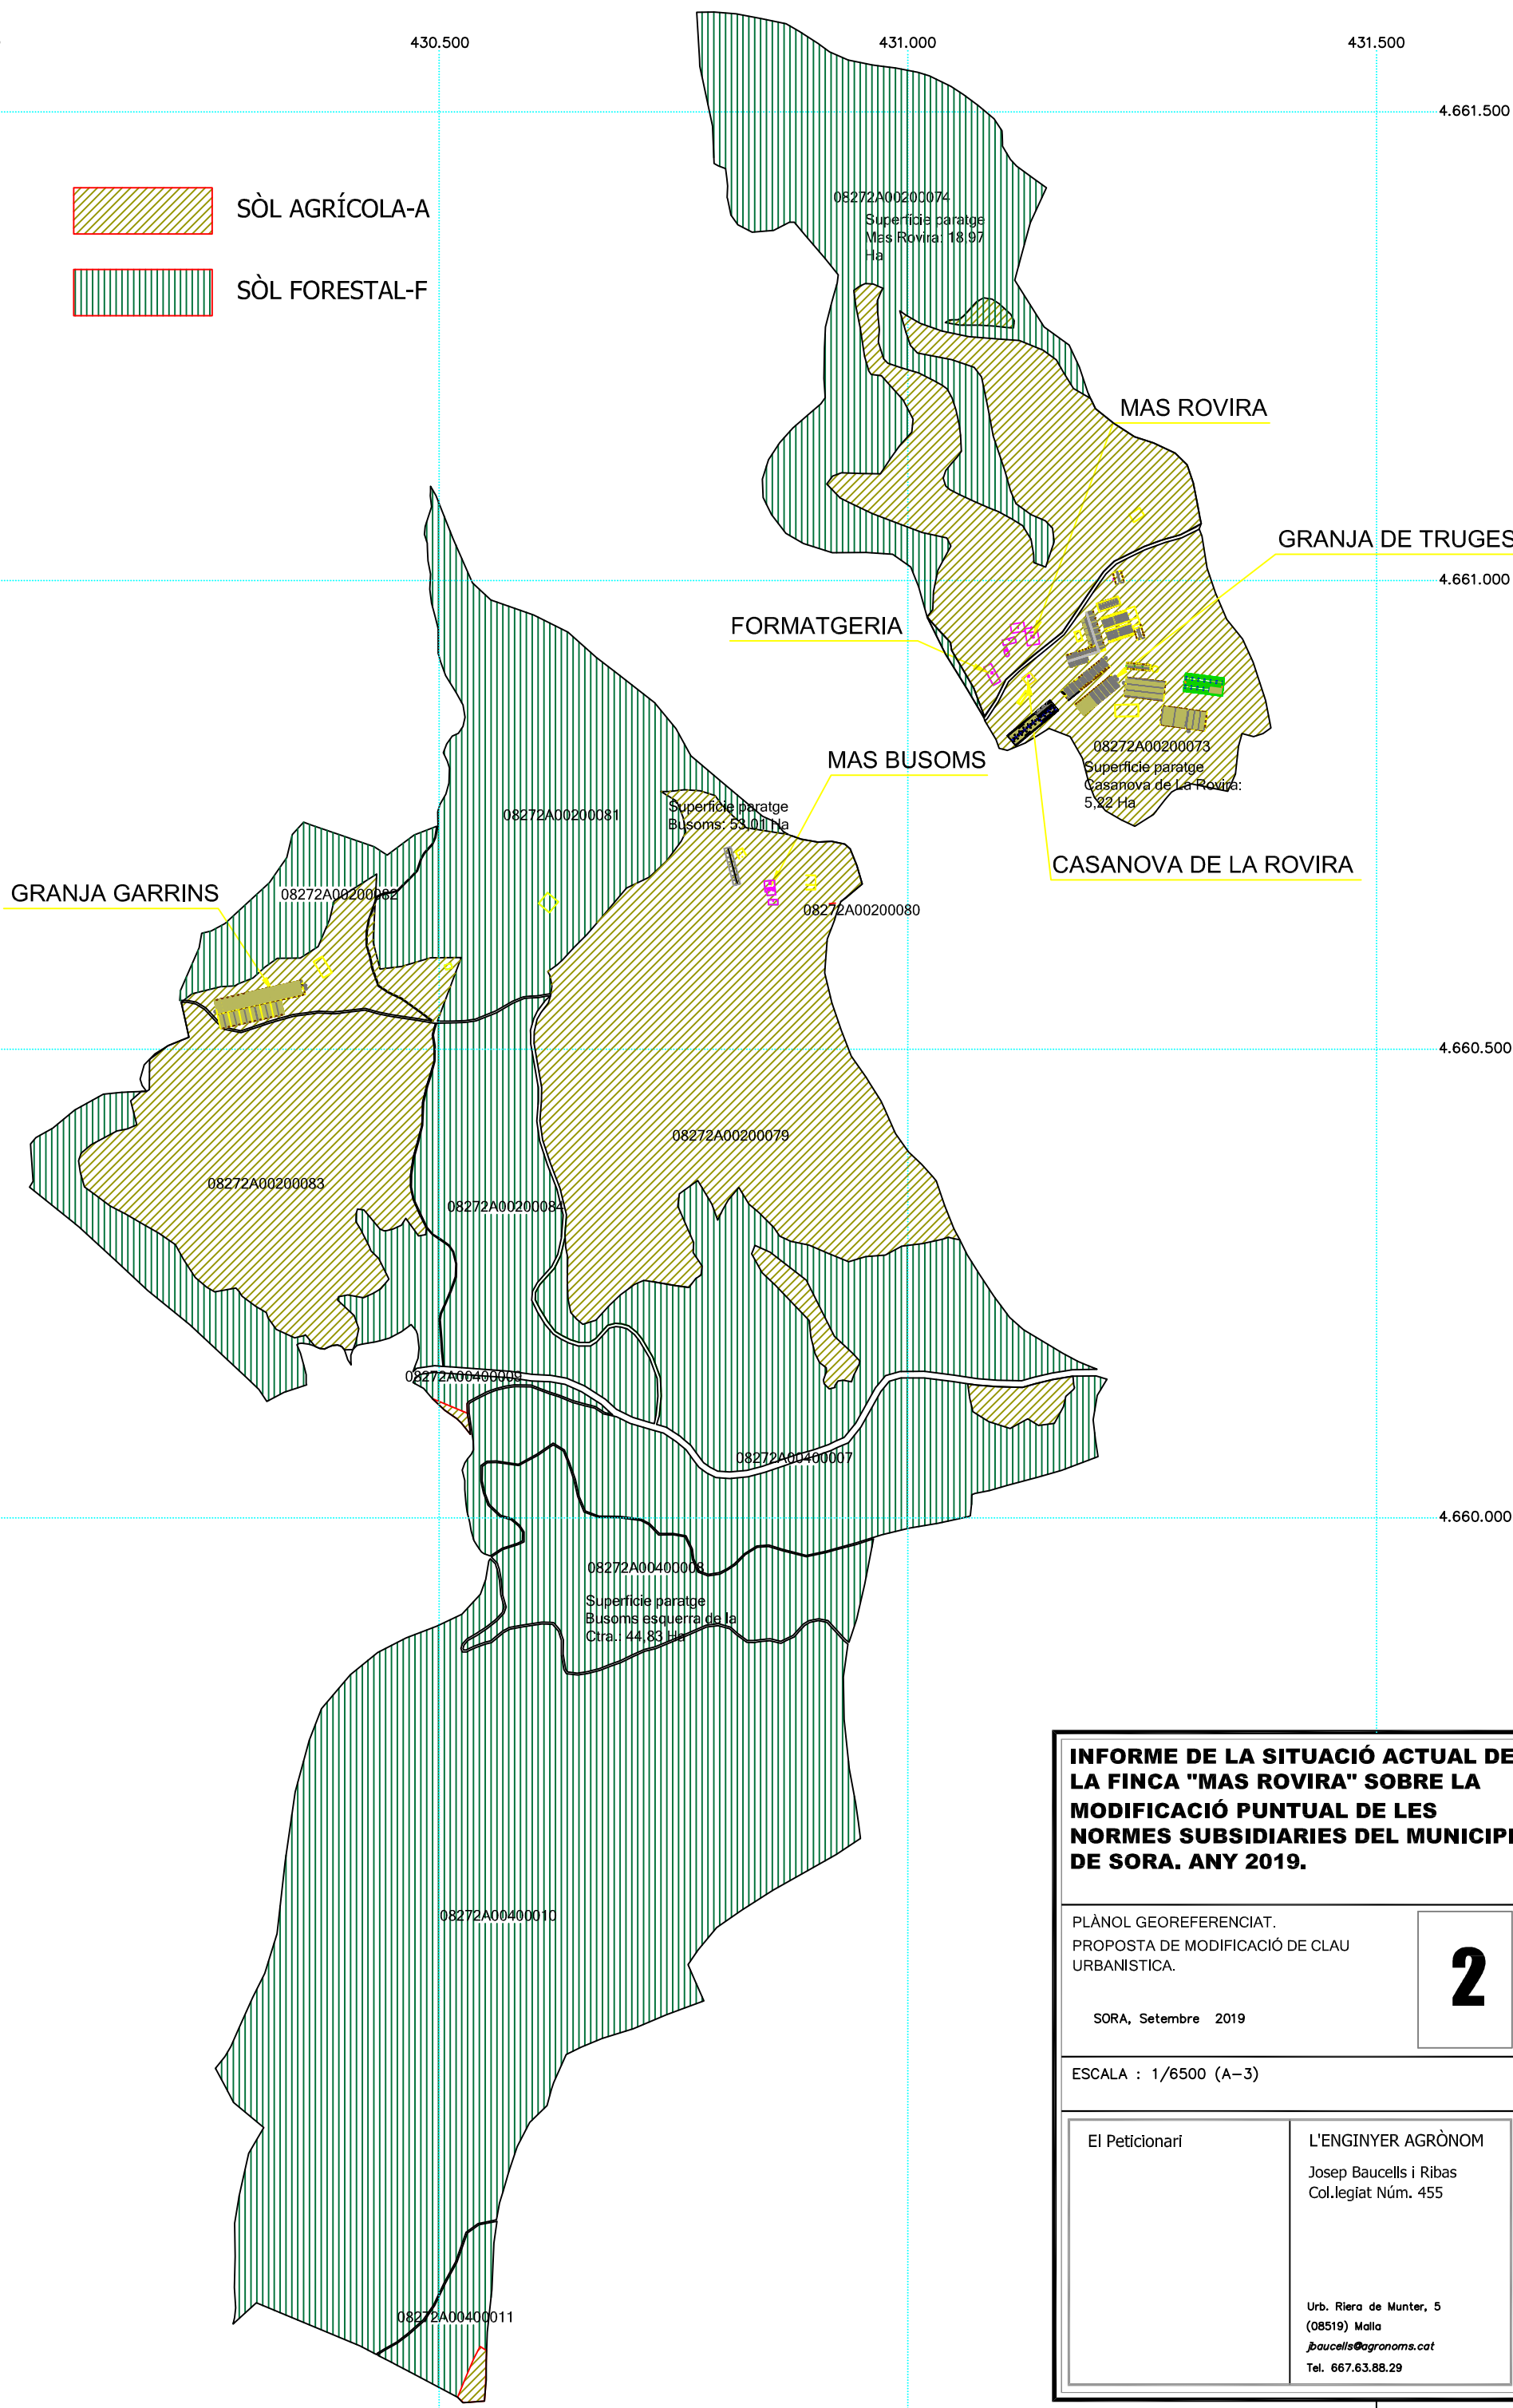 430.500
431.000
431.500
4.661.500
SÒL AGRÍCOLA-A
SÒL FORESTAL-F
08272A00200074
Superfície paratge
Mas Rovira: 18,97
Ha
MAS ROVIRA
GRANJA DE TRUGES
4.661.000
FORMATGERIA
08272A00200073
Superfície paratge
Casanova de La Rovira:
5,22 Ha
MAS BUSOMS
Superfície paratge
Busoms: 53,01 Ha
08272A00200081
CASANOVA DE LA ROVIRA
GRANJA GARRINS
08272A00200082
08272A00200080
4.660.500
08272A00200079
08272A00200083
08272A00200084
08272A00400009
08272A00400007
4.660.000
08272A00400008
Superfície paratge
Busoms esquerra de la
Ctra.: 44,83 Ha
08272A00400010
08272A00400011
INFORME DE LA SITUACIÓ ACTUAL DE
LA FINCA "MAS ROVIRA" SOBRE LA
MODIFICACIÓ PUNTUAL DE LES
NORMES SUBSIDIARIES DEL MUNICIPI
DE SORA. ANY 2019.
PLÀNOL GEOREFERENCIAT.
PROPOSTA DE MODIFICACIÓ DE CLAU
URBANISTICA.
2
SORA, Setembre 2019
ESCALA : 1/6500 (A-3)
El Peticionari
L'ENGINYER AGRÒNOM
Josep Baucells i Ribas
Col.legiat Núm. 455
Urb. Riera de Munter, 5
(08519) Malla
jbaucells@agronoms.cat
Tel. 667.63.88.29